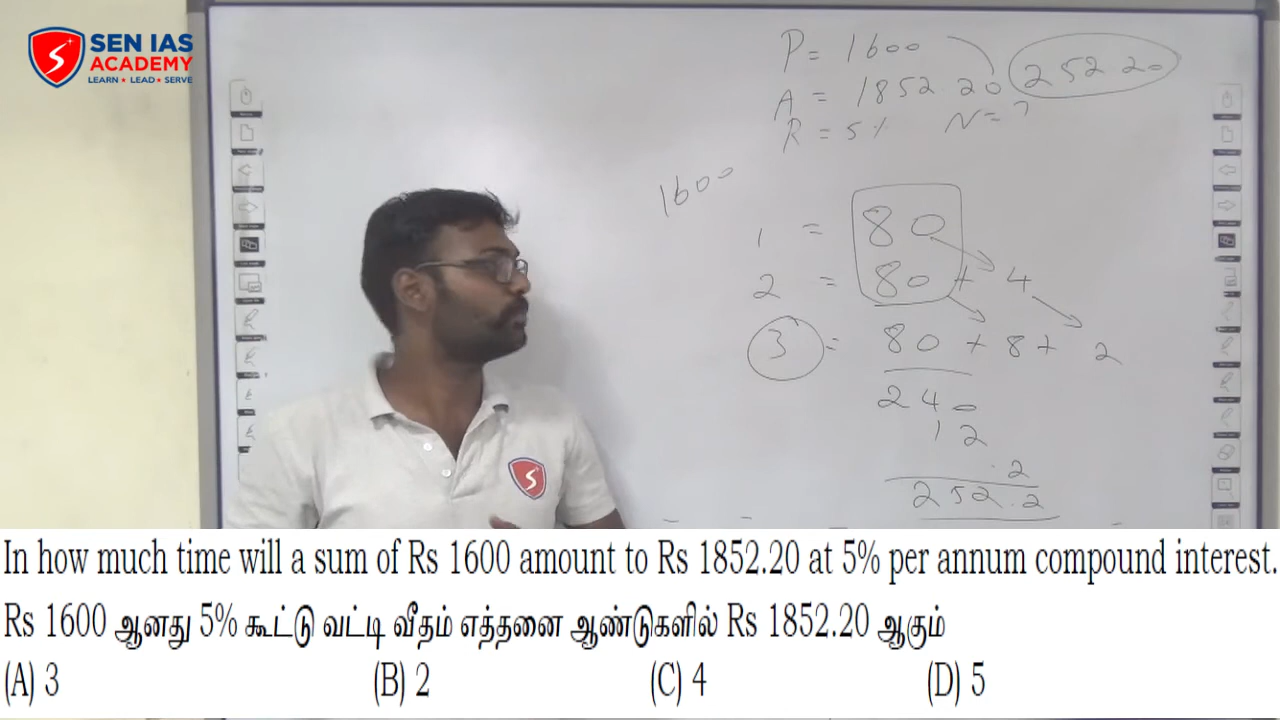 SEN IAS
ACADEMY
LEARN ★ LEAD ★ SERVE
P = 1600
A = 1852.20 252.20
R = 5% N = ?
1600
1 = 80
2 = 80 + 4
3 = 80 + 8 + .2
240
12
.2
252.2
In how much time will a sum of Rs 1600 amount to Rs 1852.20 at 5% per annum compound interest.
Rs 1600 ஆனது 5% கூட்டு வட்டி வீதம் எத்தனை ஆண்டுகளில் Rs 1852.20 ஆகும்
(A) 3 (B) 2 (C) 4 (D) 5